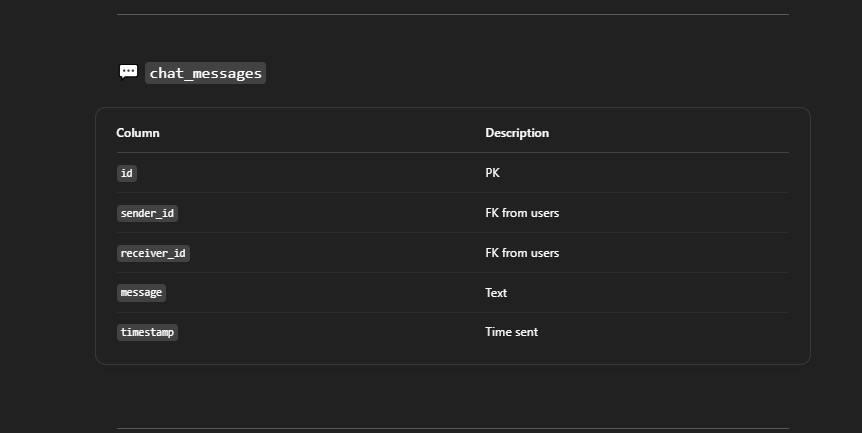 chat_messages
Column Description
id PK
sender_id FK from users
receiver_id FK from users
message Text
timestamp Time sent